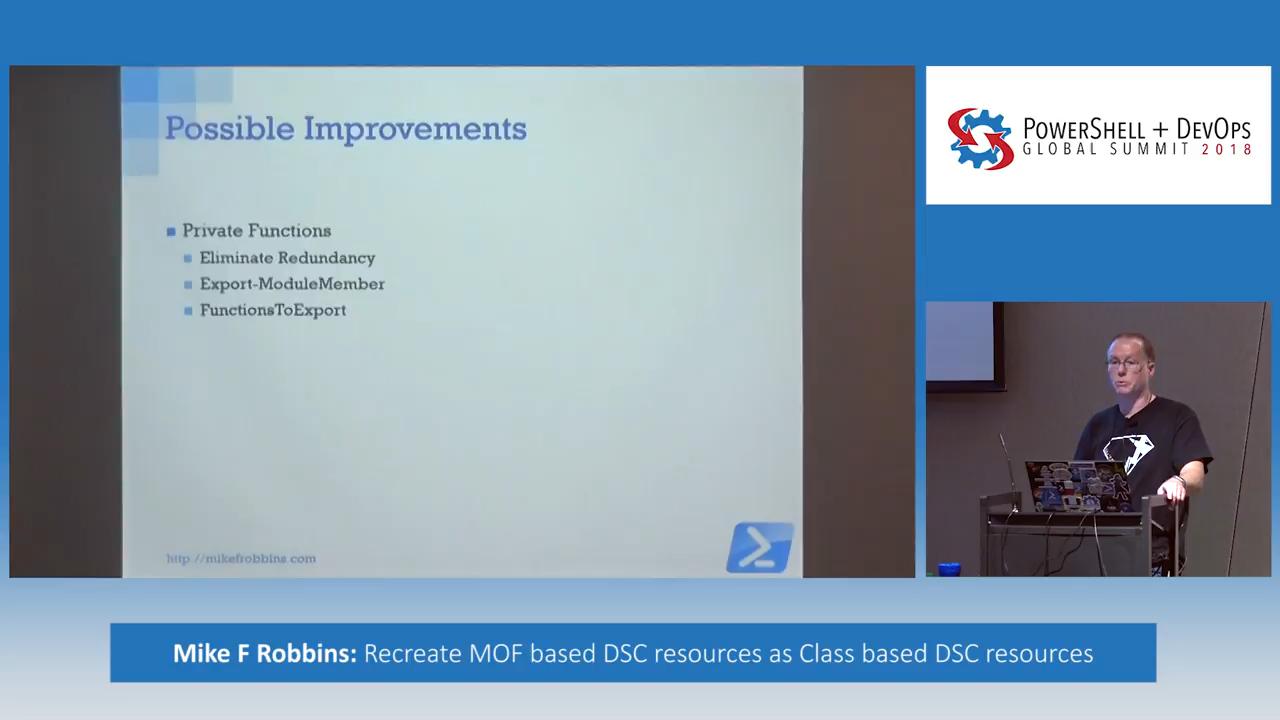 Possible Improvements
Private Functions
Eliminate Redundancy
Export-ModuleMember
FunctionsToExport
http://mikefrobbins.com
POWERSHELL + DEVOPS
GLOBAL SUMMIT 2018
Mike F Robbins: Recreate MOF based DSC resources as Class based DSC resources